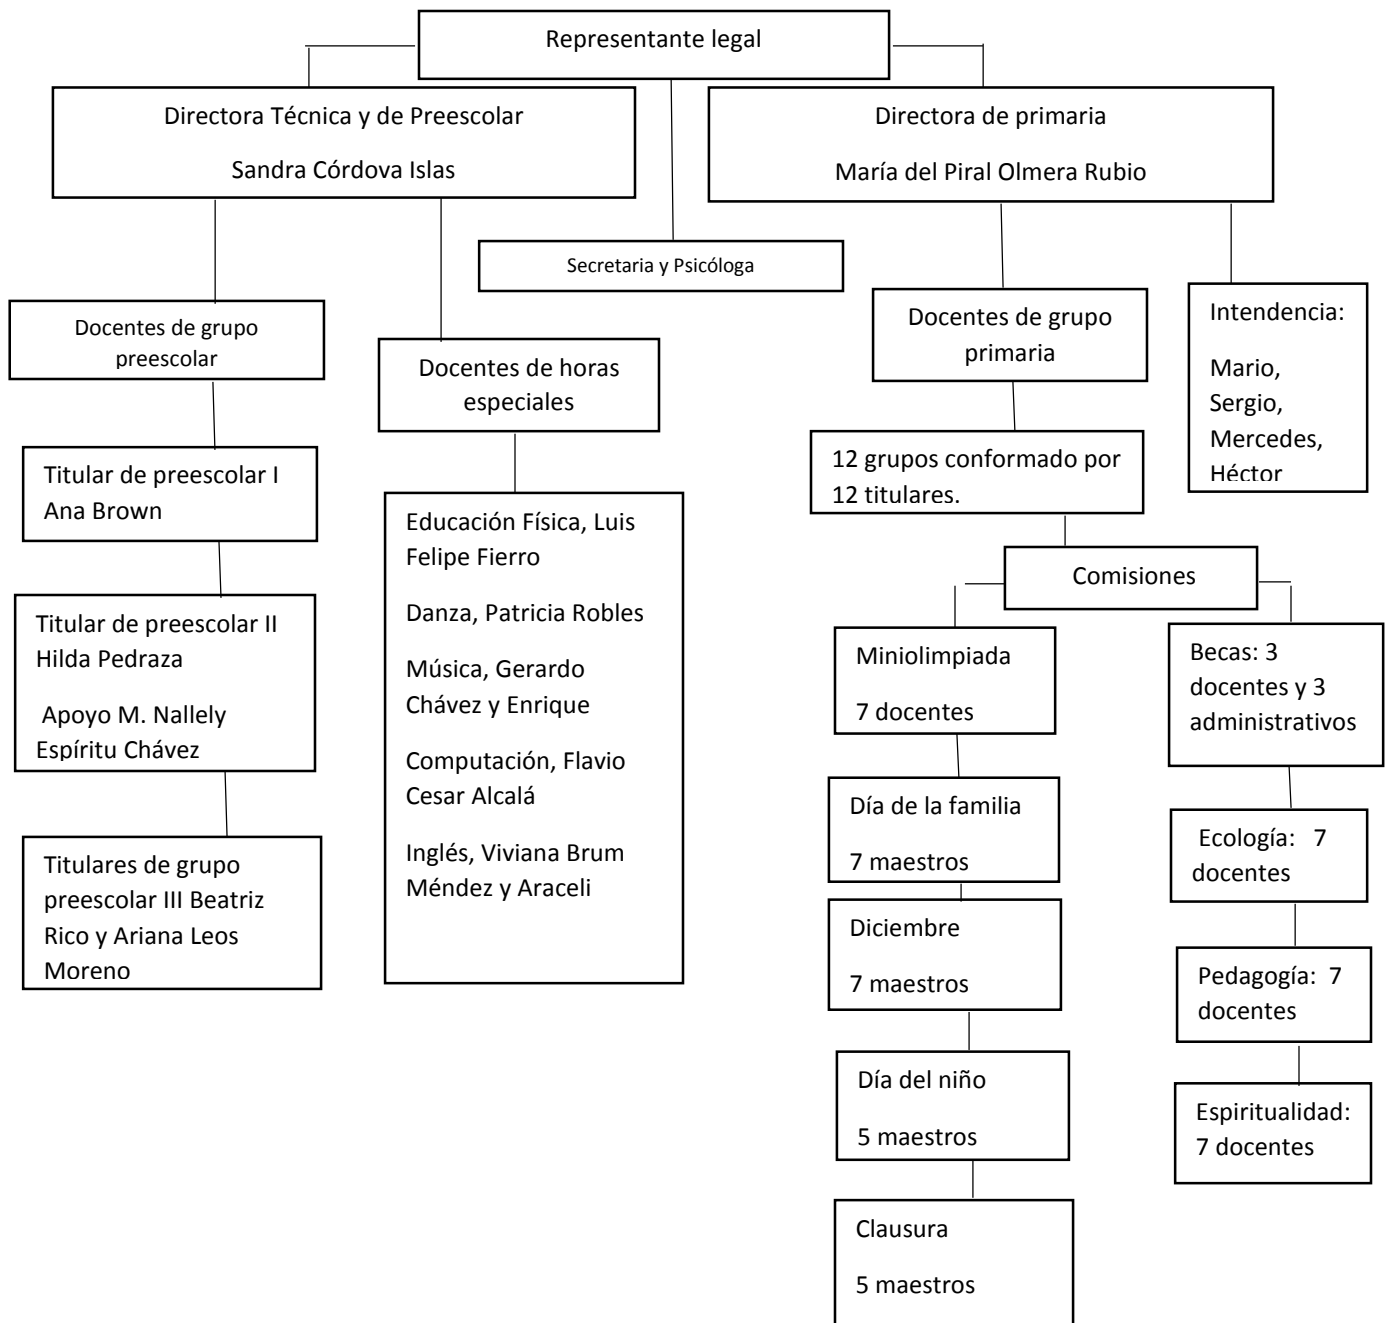 Representante legal
Directora Técnica y de Preescolar
Sandra Córdova Islas
Directora de primaria
María del Piral Olmera Rubio
Secretaria y Psicóloga
Docentes de grupo
preescolar
Docentes de horas
especiales
Docentes de grupo
primaria
Intendencia:
Mario,
Sergio,
Mercedes,
Héctor
Titular de preescolar I
Ana Brown
Titular de preescolar II
Hilda Pedraza
Apoyo M. Nallely
Espíritu Chávez
Titulares de grupo
preescolar III Beatriz
Rico y Ariana Leos
Moreno
Educación Física, Luis
Felipe Fierro
Danza, Patricia Robles
Música, Gerardo
Chávez y Enrique
Computación, Flavio
Cesar Alcalá
Inglés, Viviana Brum
Méndez y Araceli
12 grupos conformado por
12 titulares.
Comisiones
Miniolimpiada
7 docentes
Día de la familia
7 maestros
Diciembre
7 maestros
Día del niño
5 maestros
Clausura
5 maestros
Becas: 3
docentes y 3
administrativos
Ecología: 7
docentes
Pedagogía: 7
docentes
Espiritualidad:
7 docentes